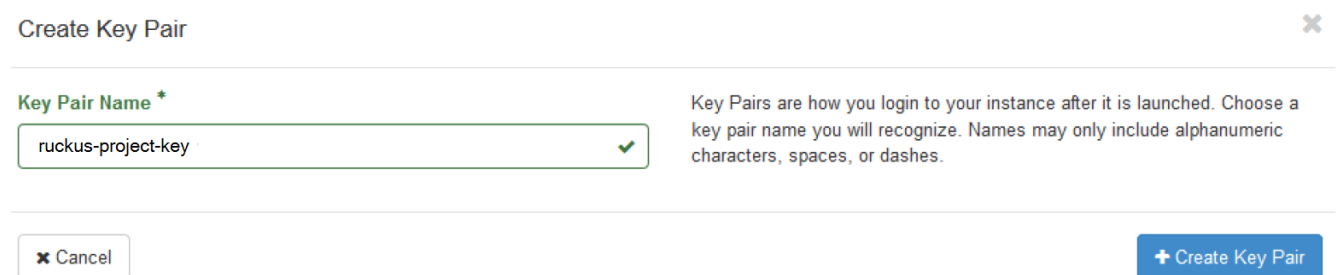 Create Key Pair
Key Pair Name *
ruckus-project-key
Key Pairs are how you login to your instance after it is launched. Choose a
key pair name you will recognize. Names may only include alphanumeric
characters, spaces, or dashes.
Cancel
Create Key Pair